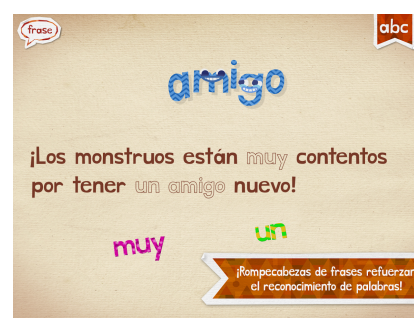 frase
abc
amigo
¡Los monstruos están muy contentos
por tener un amigo nuevo!
muy
un
¡Rompecabezas de frases refuerzan
el reconocimiento de palabras!